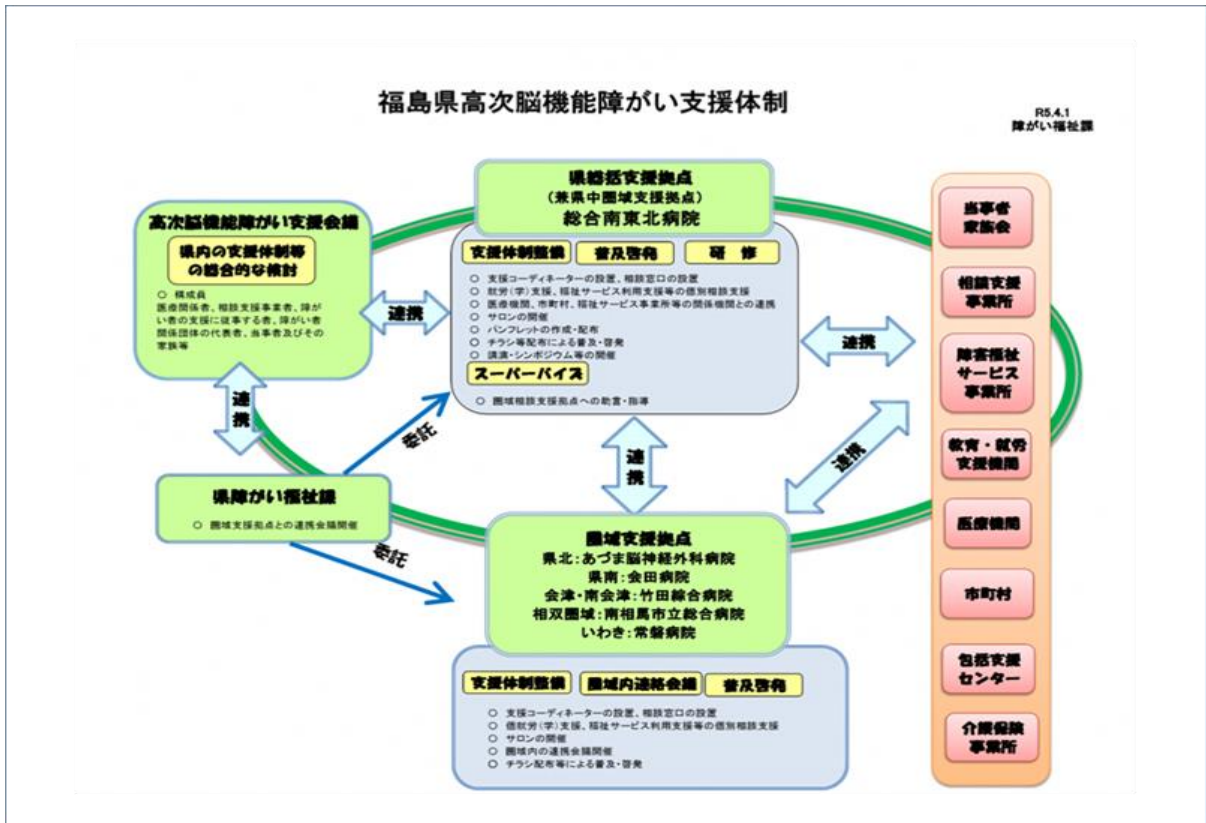 福島県高次脳機能障がい支援体制
R5.4.1
障がい福祉課
県総括支援拠点
(兼県中圏域支援拠点)
総合南東北病院
支援体制整備
普及啓発
研 修
○ 支援コーディネーターの設置、相談窓口の設置
○ 就労(学)支援、福祉サービス利用支援等の個別相談支援
○ 医療機関、市町村、福祉サービス事業所等の関係機関との連携
○ サロンの開催
○ パンフレットの作成・配布
○ チラシ等配布による普及・啓発
○ 講演・シンポジウム等の開催
スーパーバイズ
○ 圏域相談支援拠点への助言・指導
高次脳機能障がい支援会議
県内の支援体制等
の総合的な検討
○ 構成員
医療関係者、相談支援事業者、障が
い者の支援に従事する者、障がい者
関係団体の代表者、当事者及びその
家族等
連携
連携
連携
連携
連携
委託
委託
県障がい福祉課
○ 圏域支援拠点との連携会議開催
圏域支援拠点
県北:あづま脳神経外科病院
県南:会田病院
会津・南会津:竹田綜合病院
相双圏域:南相馬市立総合病院
いわき:常磐病院
支援体制整備
圏域内連絡会議
普及啓発
○ 支援コーディネーターの設置、相談窓口の設置
○ 個就労(学)支援、福祉サービス利用支援等の個別相談支援
○ サロンの開催
○ 圏域内の連携会議開催
○ チラシ配布等による普及・啓発
当事者
家族会
相談支援
事業所
障害福祉
サービス
事業所
教育・就労
支援機関
医療機関
市町村
包括支援
センター
介護保険
事業所